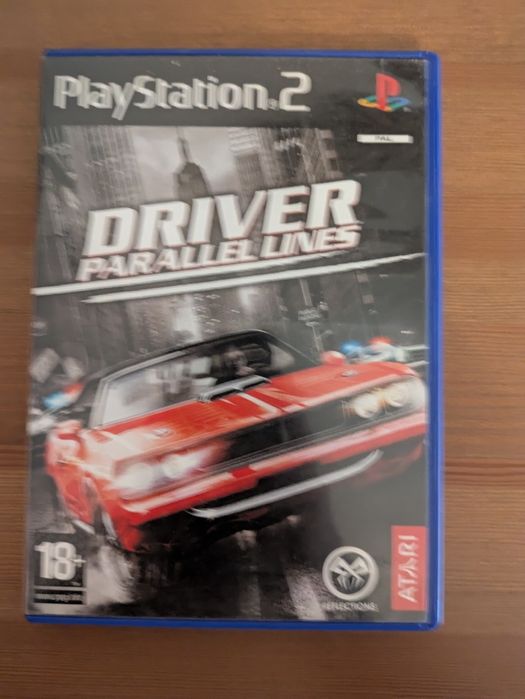 PlayStation®2
PAL
DRIVER
PARALLEL LINES
18+
REFLECTIONS
ATARI